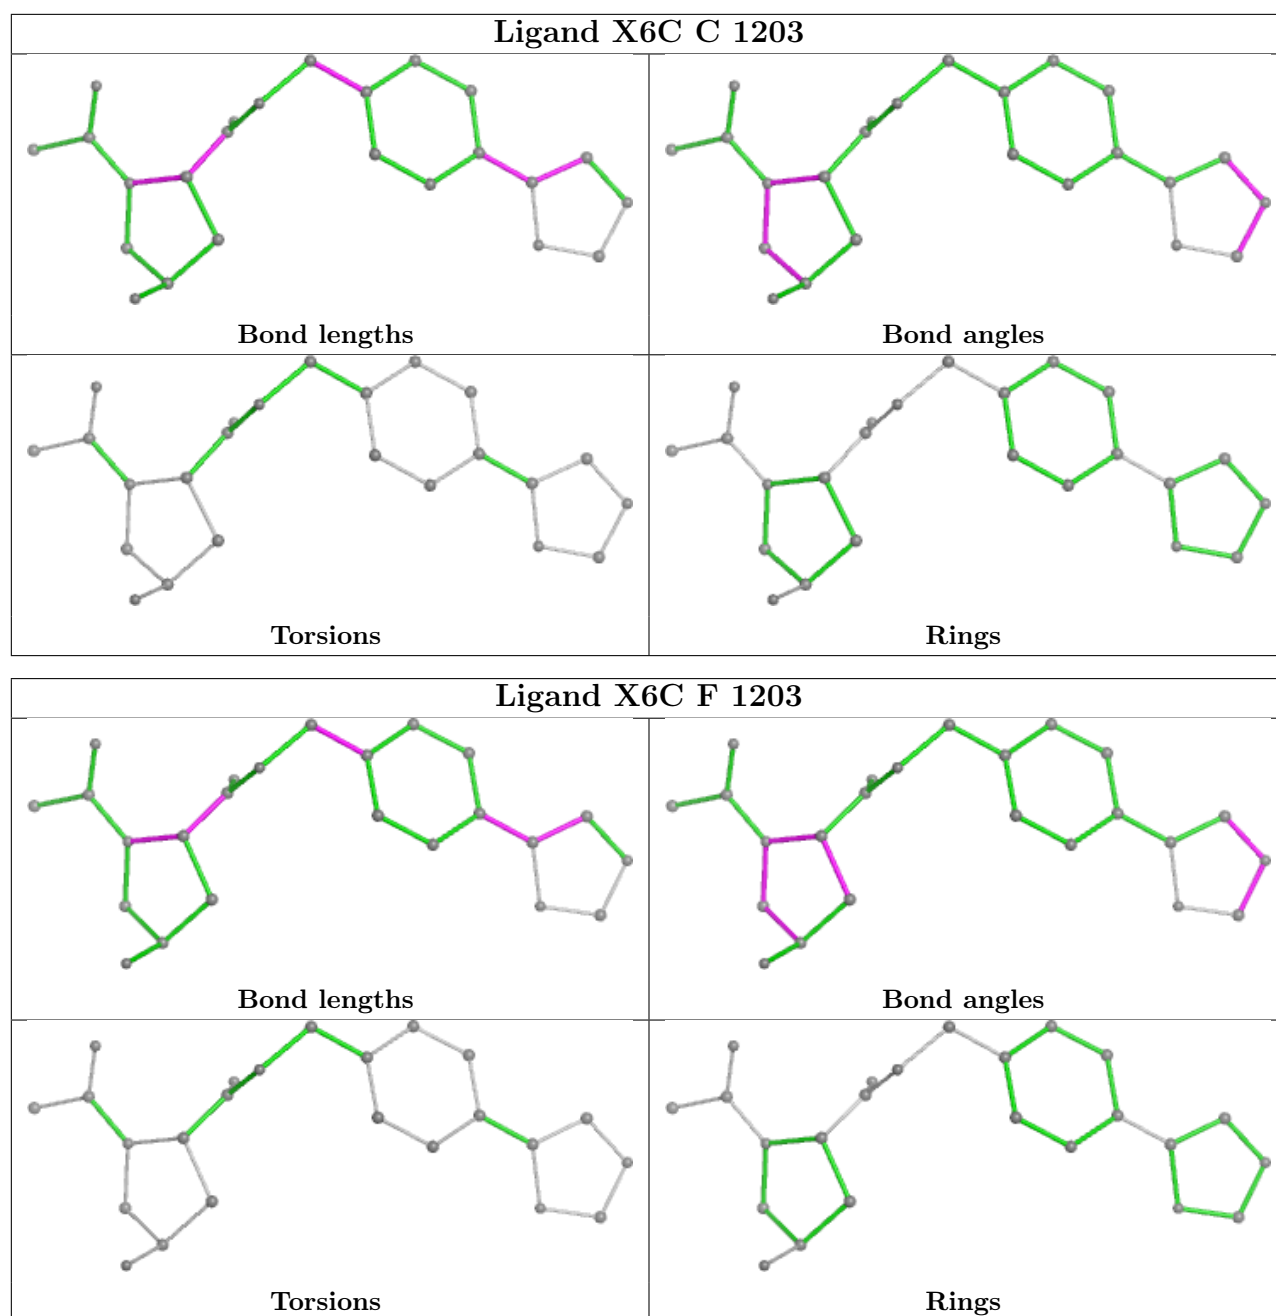 Ligand X6C C 1203
Bond lengths
Bond angles
Torsions
Rings
Ligand X6C F 1203
Bond lengths
Bond angles
Torsions
Rings